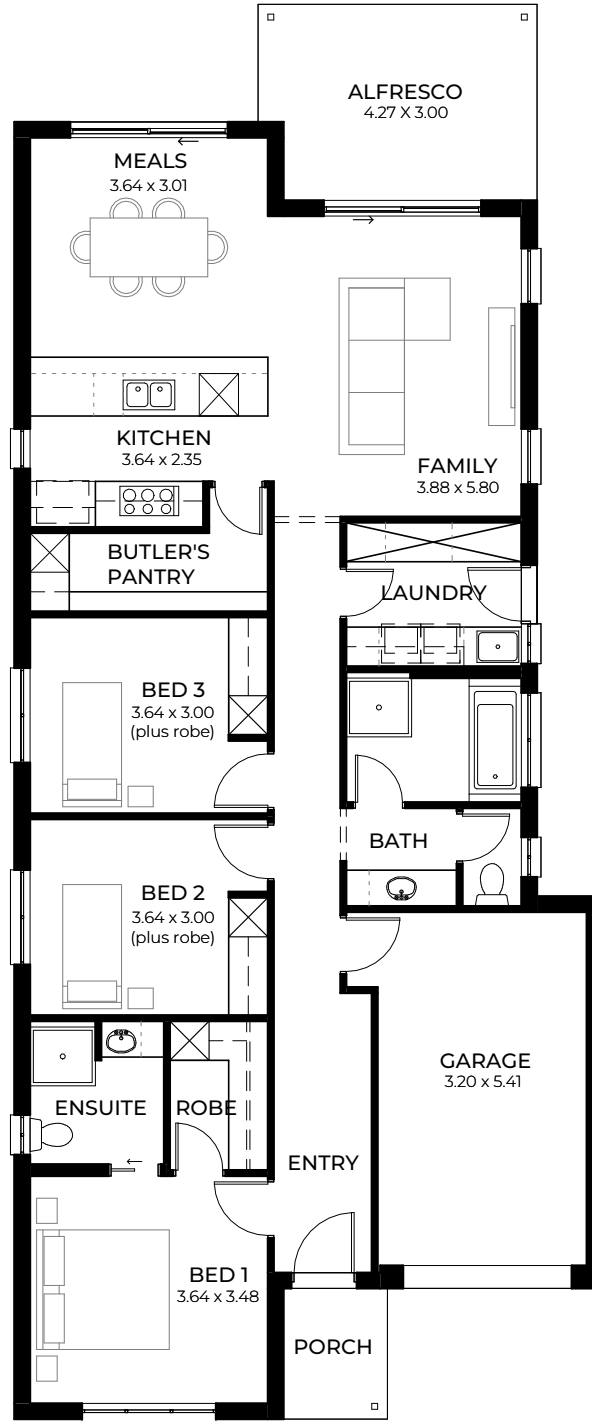 ALFRESCO
4.27 X 3.00
MEALS
3.64 x 3.01
KITCHEN
3.64 x 2.35
FAMILY
3.88 x 5.80
BUTLER'S
PANTRY
LAUNDRY
BED 3
3.64 x 3.00
(plus robe)
BATH
BED 2
3.64 x 3.00
(plus robe)
GARAGE
3.20 x 5.41
ENSUITE
ROBE
ENTRY
BED 1
3.64 x 3.48
PORCH